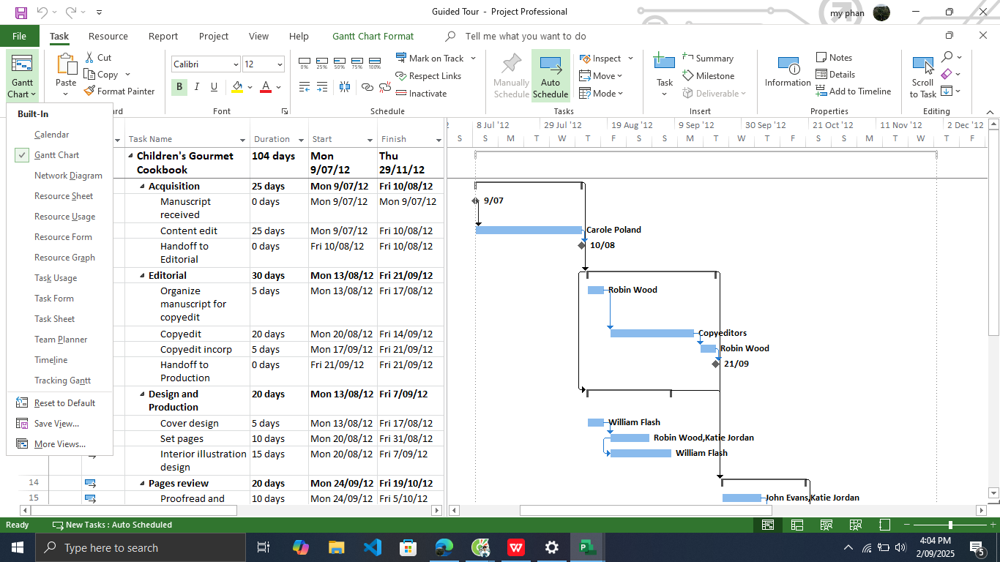 Guided Tour - Project Professional
my phan
File Task Resource Report Project View Help Gantt Chart Format Tell me what you want to do
Gantt Chart
Paste
Cut
Copy
Format Painter
Calibri 12
B I U A
0% 25% 50% 75% 100%
Mark on Track
Respect Links
Inactivate
Manually Schedule
Auto Schedule
Inspect
Move
Mode
Task
Summary
Milestone
Deliverable
Information
Notes
Details
Add to Timeline
Scroll to Task
rd Font Schedule Tasks Insert Properties Editing
Built-In
Calendar
Gantt Chart
Network Diagram
Resource Sheet
Resource Usage
Resource Form
Resource Graph
Task Usage
Task Form
Task Sheet
Team Planner
Timeline
Tracking Gantt
Reset to Default
Save View...
More Views...
Task Name Duration Start Finish
Children's Gourmet Cookbook 104 days Mon 9/07/12 Thu 29/11/12
Acquisition 25 days Mon 9/07/12 Fri 10/08/12
Manuscript received 0 days Mon 9/07/12 Mon 9/07/12
Content edit 25 days Mon 9/07/12 Fri 10/08/12
Handoff to Editorial 0 days Fri 10/08/12 Fri 10/08/12
Editorial 30 days Mon 13/08/12 Fri 21/09/12
Organize manuscript for copyedit 5 days Mon 13/08/12 Fri 17/08/12
Copyedit 20 days Mon 20/08/12 Fri 14/09/12
Copyedit incorp 5 days Mon 17/09/12 Fri 21/09/12
Handoff to Production 0 days Fri 21/09/12 Fri 21/09/12
Design and Production 20 days Mon 13/08/12 Fri 7/09/12
Cover design 5 days Mon 13/08/12 Fri 17/08/12
Set pages 10 days Mon 20/08/12 Fri 31/08/12
Interior illustration design 15 days Mon 20/08/12 Fri 7/09/12
14 Pages review 20 days Mon 24/09/12 Fri 19/10/12
15 Proofread and 10 days Mon 24/09/12 Fri 5/10/12
8 Jul '12 29 Jul '12 19 Aug '12 9 Sep '12 30 Sep '12 21 Oct '12 11 Nov '12 2 Dec '12
S S M T W T F S S M T W T F S S M T W T F
9/07
Carole Poland
10/08
Robin Wood
Copyeditors
Robin Wood
21/09
William Flash
Robin Wood,Katie Jordan
William Flash
John Evans,Katie Jordan
Ready New Tasks : Auto Scheduled
Type here to search
4:04 PM
2/09/2025
5